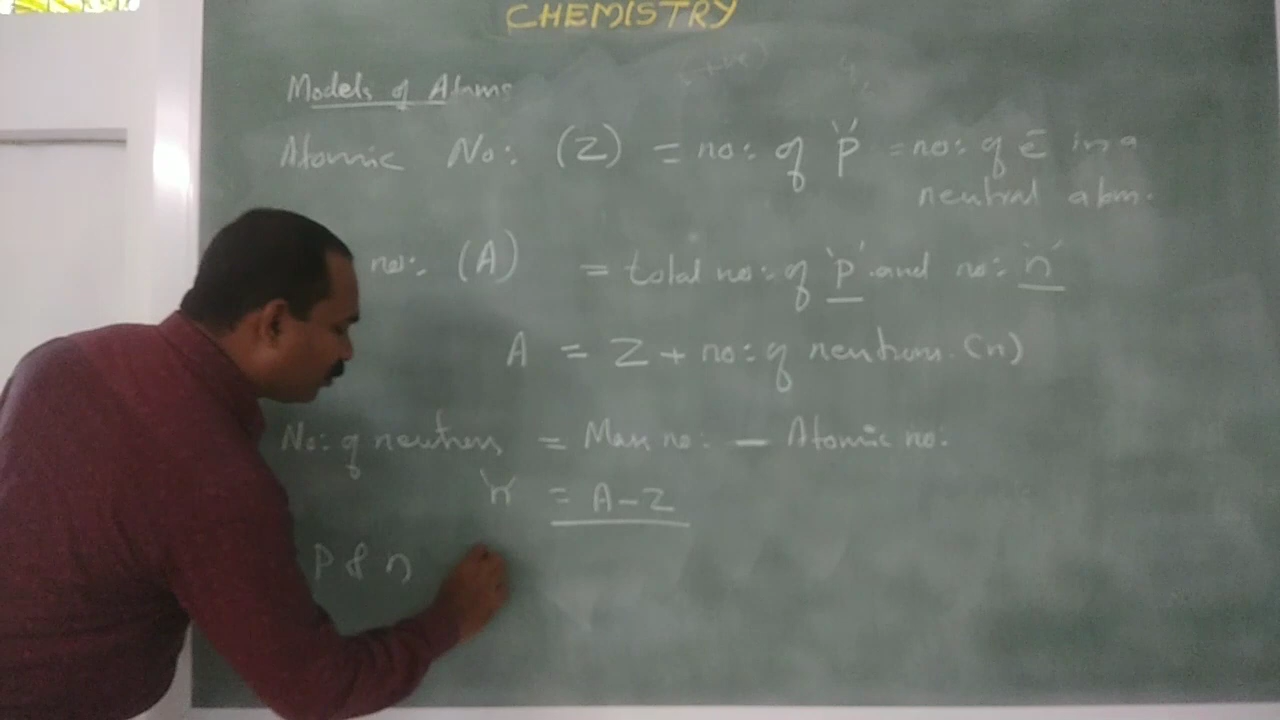 CHEMISTRY
Models of Atoms
Atomic No: (Z) = no: of 'p' = no: of ē in a
neutral atom.
no:. (A) = total no: of 'p' and no: 'n'
A = Z + no: of neutrons. (n)
No: of neutrons = Mass no: - Atomic no:
'n' = A-Z
P & n